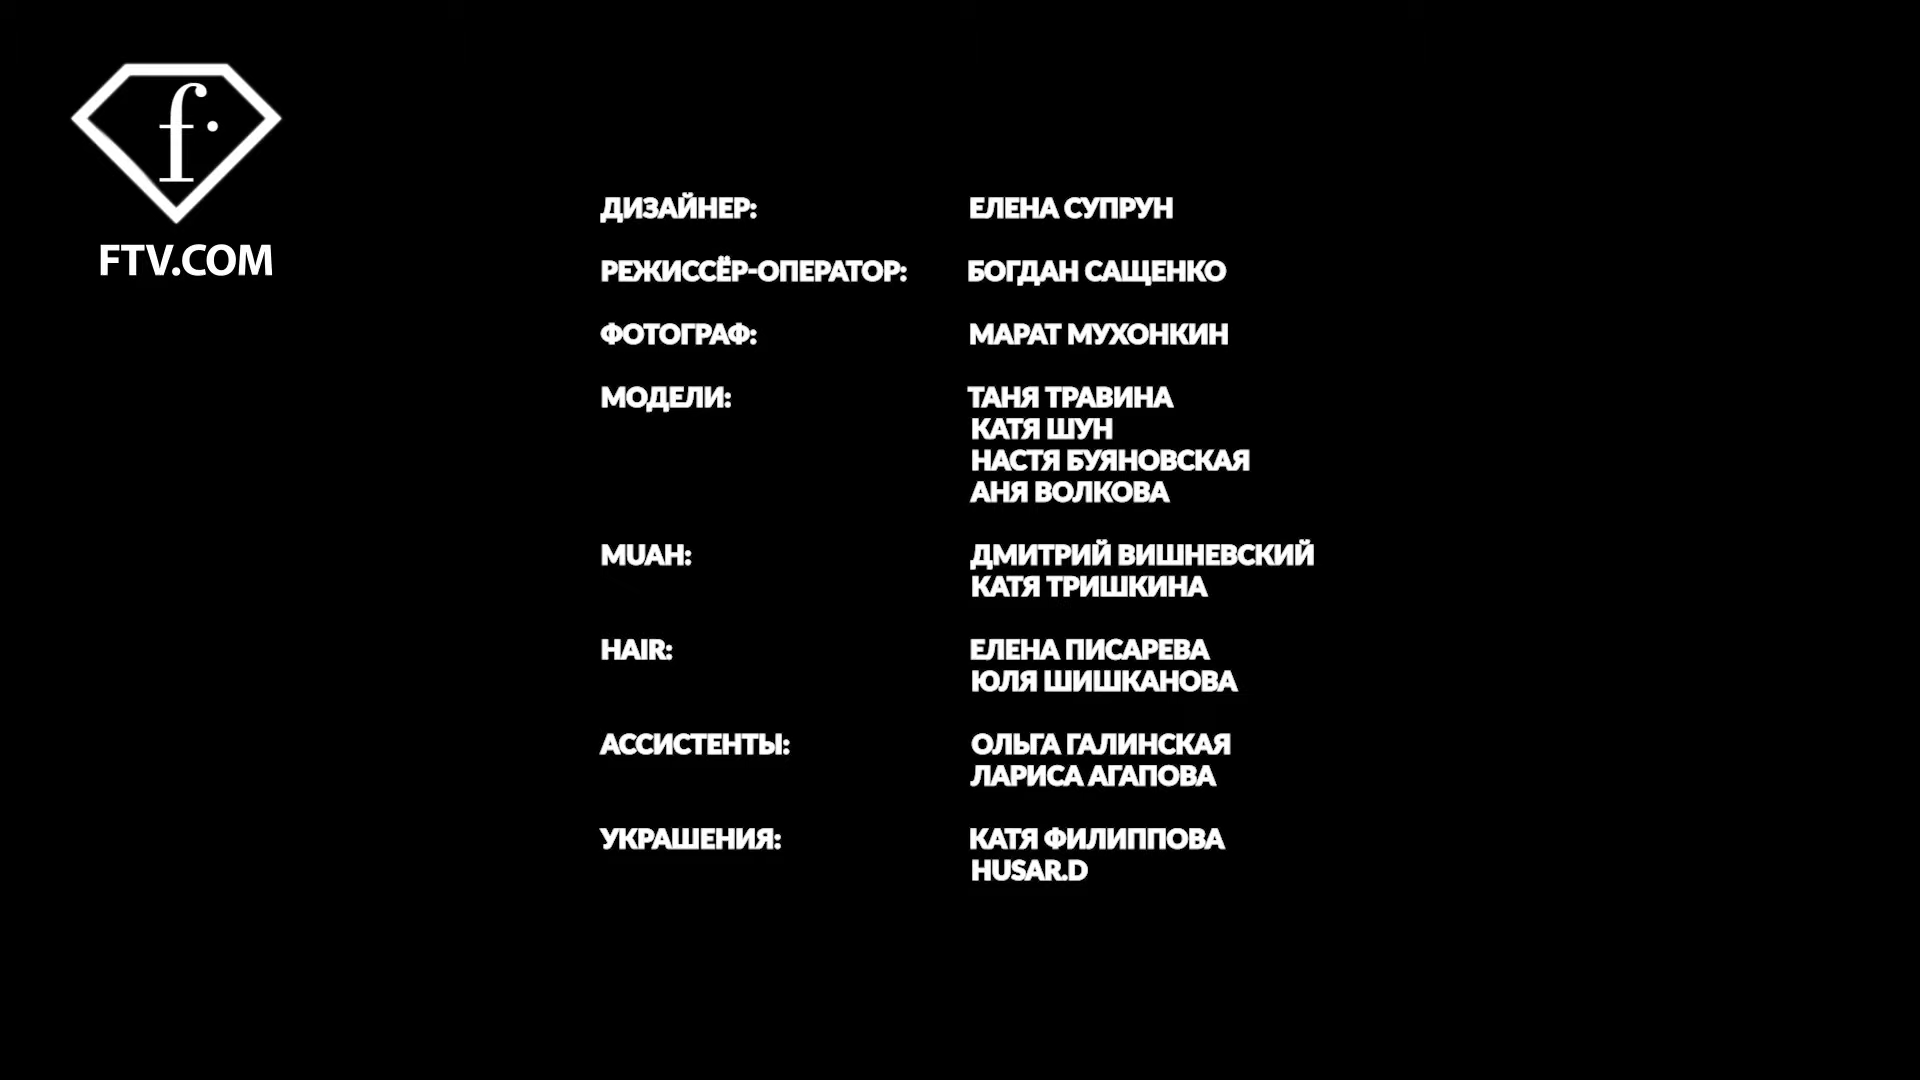 f.
FTV.COM
ДИЗАЙНЕР: ЕЛЕНА СУПРУН
РЕЖИССЁР-ОПЕРАТОР: БОГДАН САЩЕНКО
ФОТОГРАФ: МАРАТ МУХОНКИН
МОДЕЛИ: ТАНЯ ТРАВИНА
КАТЯ ШУН
НАСТЯ БУЯНОВСКАЯ
АНЯ ВОЛКОВА
MUAH: ДМИТРИЙ ВИШНЕВСКИЙ
КАТЯ ТРИШКИНА
HAIR: ЕЛЕНА ПИСАРЕВА
ЮЛЯ ШИШКАНОВА
АССИСТЕНТЫ: ОЛЬГА ГАЛИНСКАЯ
ЛАРИСА АГАПОВА
УКРАШЕНИЯ: КАТЯ ФИЛИППОВА
HUSAR.D